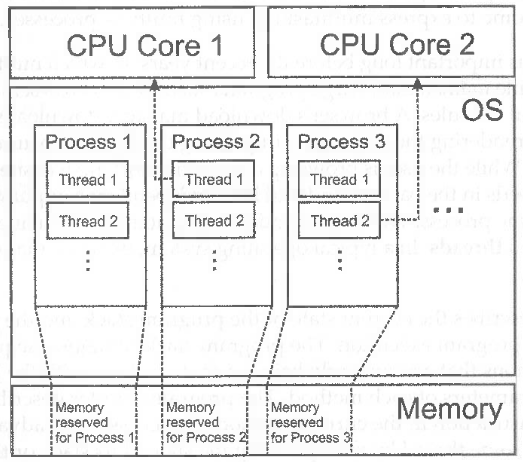 CPU Core 1
CPU Core 2
OS
Process 1
Process 2
Process 3
Thread 1
Thread 1
Thread 1
Thread 2
Thread 2
Thread 2
...
Memory reserved for Process 1
Memory reserved for Process 2
Memory reserved for Process 3
Memory